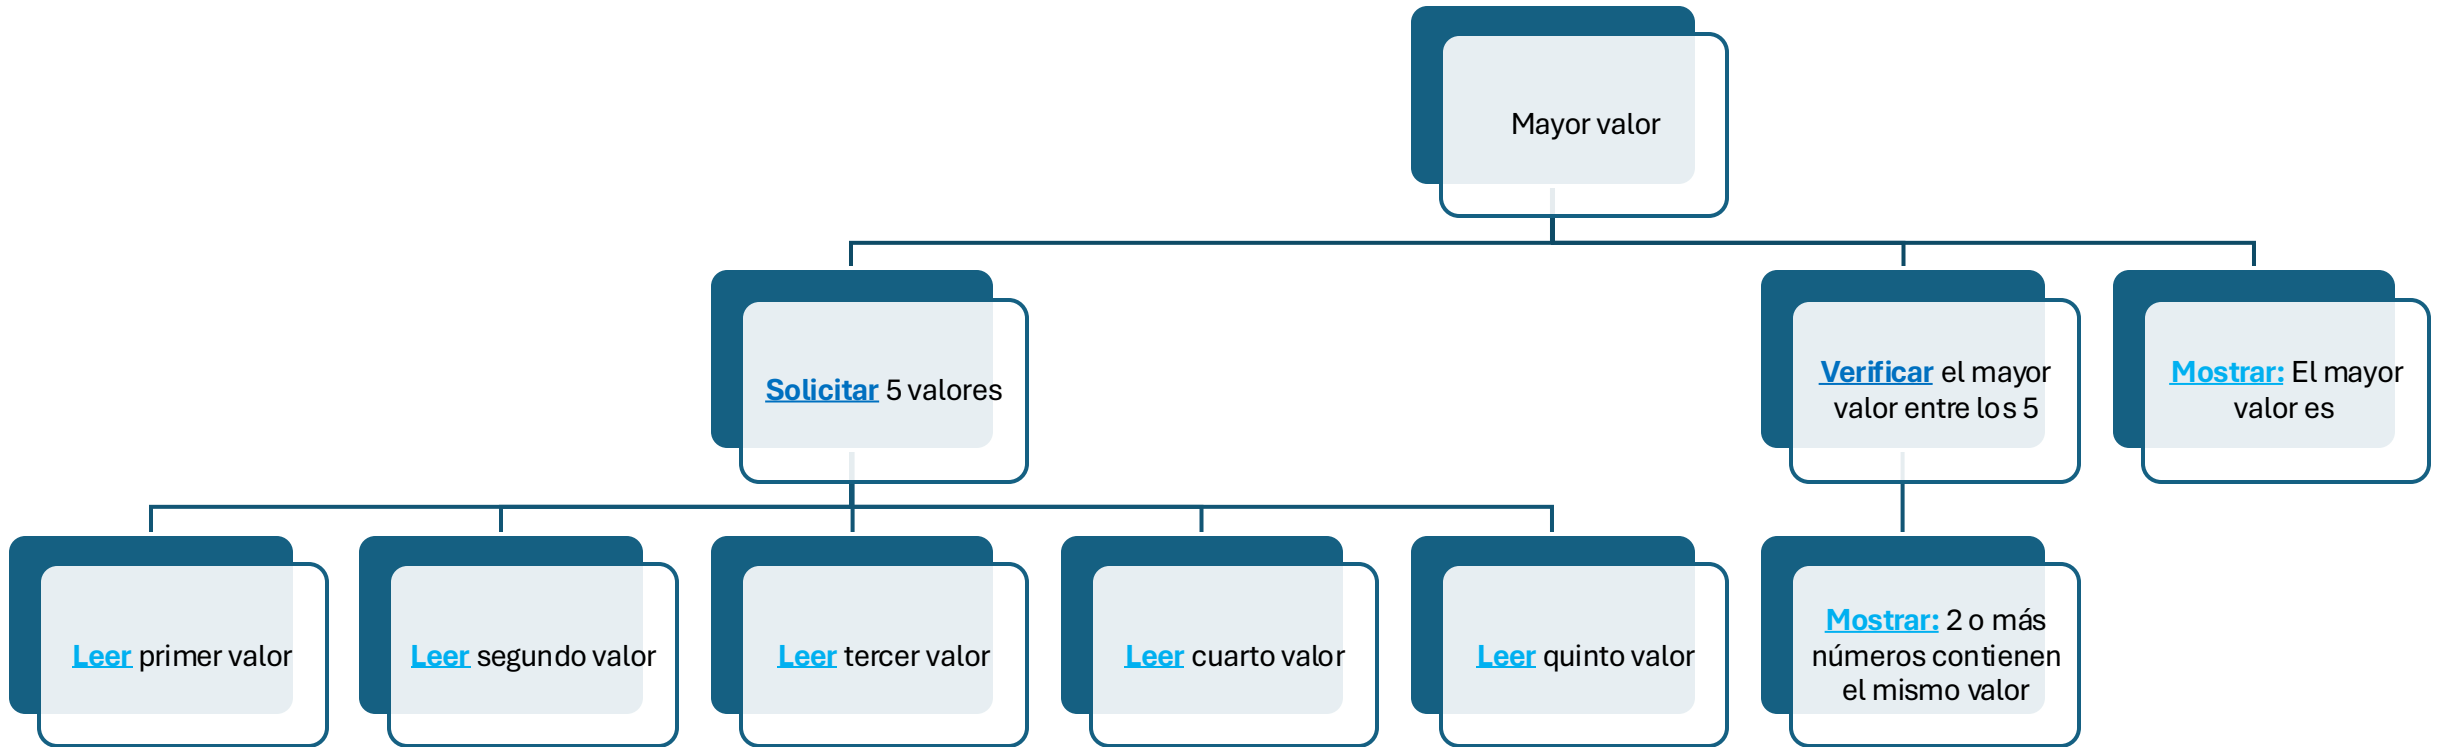 Mayor valor
Solicitar 5 valores
Verificar el mayor
valor entre los 5
Mostrar: El mayor
valor es
Leer primer valor
Leer segundo valor
Leer tercer valor
Leer cuarto valor
Leer quinto valor
Mostrar: 2 o más
números contienen
el mismo valor